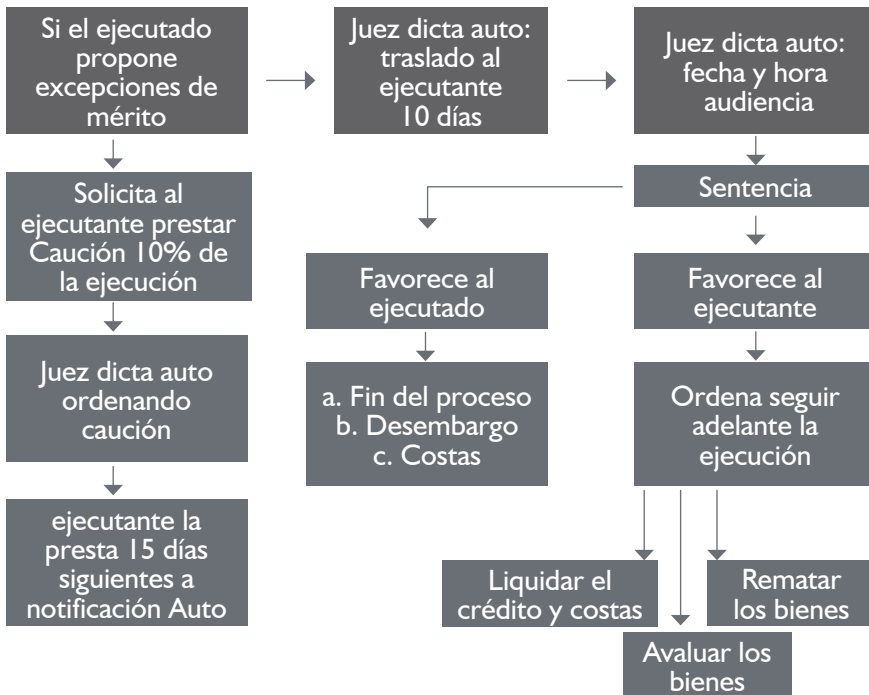 Si el ejecutado
propone
excepciones de
mérito
Juez dicta auto:
traslado al
ejecutante
10 días
Juez dicta auto:
fecha y hora
audiencia
Solicita al
ejecutante prestar
Caución 10% de
la ejecución
Sentencia
Favorece al
ejecutado
Favorece al
ejecutante
Juez dicta auto
ordenando
caución
a. Fin del proceso
b. Desembargo
c. Costas
Ordena seguir
adelante la
ejecución
ejecutante la
presta 15 días
siguientes a
notificación Auto
Liquidar el
crédito y costas
Rematar
los bienes
Avaluar los
bienes